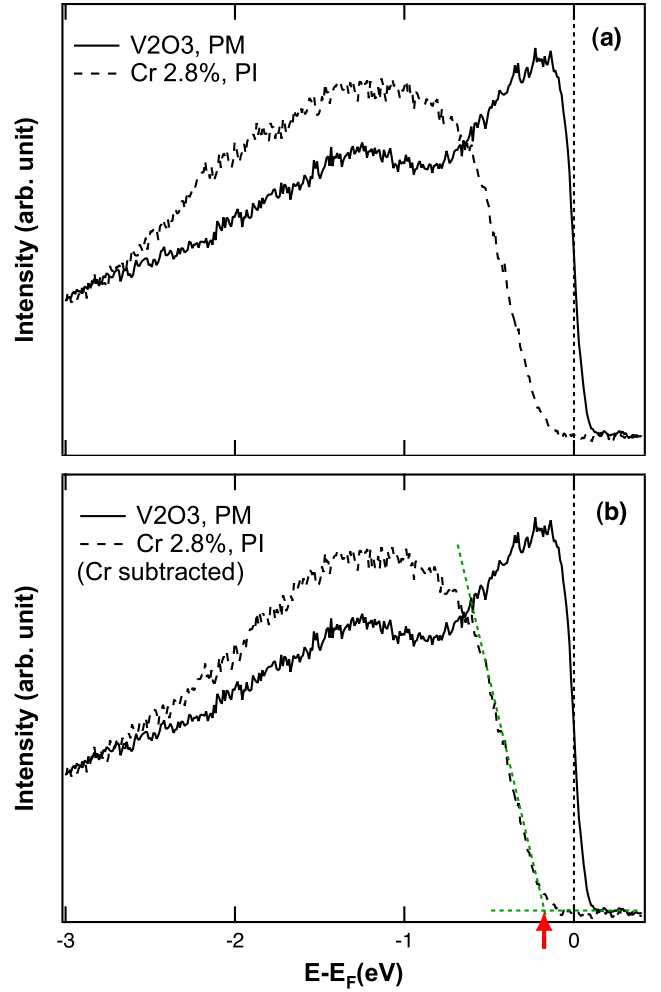 (a)
V2O3, PM
Cr 2.8%, PI
Intensity (arb. unit)
(b)
V2O3, PM
Cr 2.8%, PI
(Cr subtracted)
Intensity (arb. unit)
-3 -2 -1 0
E-EF(eV)